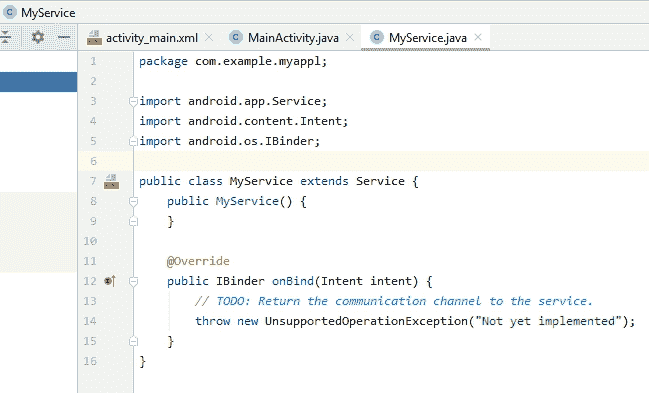 MyService
activity_main.xml
MainActivity.java
MyService.java
1 package com.example.myappl;
2
3 import android.app.Service;
4 import android.content.Intent;
5 import android.os.IBinder;
6
7 public class MyService extends Service {
8     public MyService() {
9     }
10
11     @Override
12     public IBinder onBind(Intent intent) {
13         // TODO: Return the communication channel to the service.
14         throw new UnsupportedOperationException("Not yet implemented");
15     }
16 }